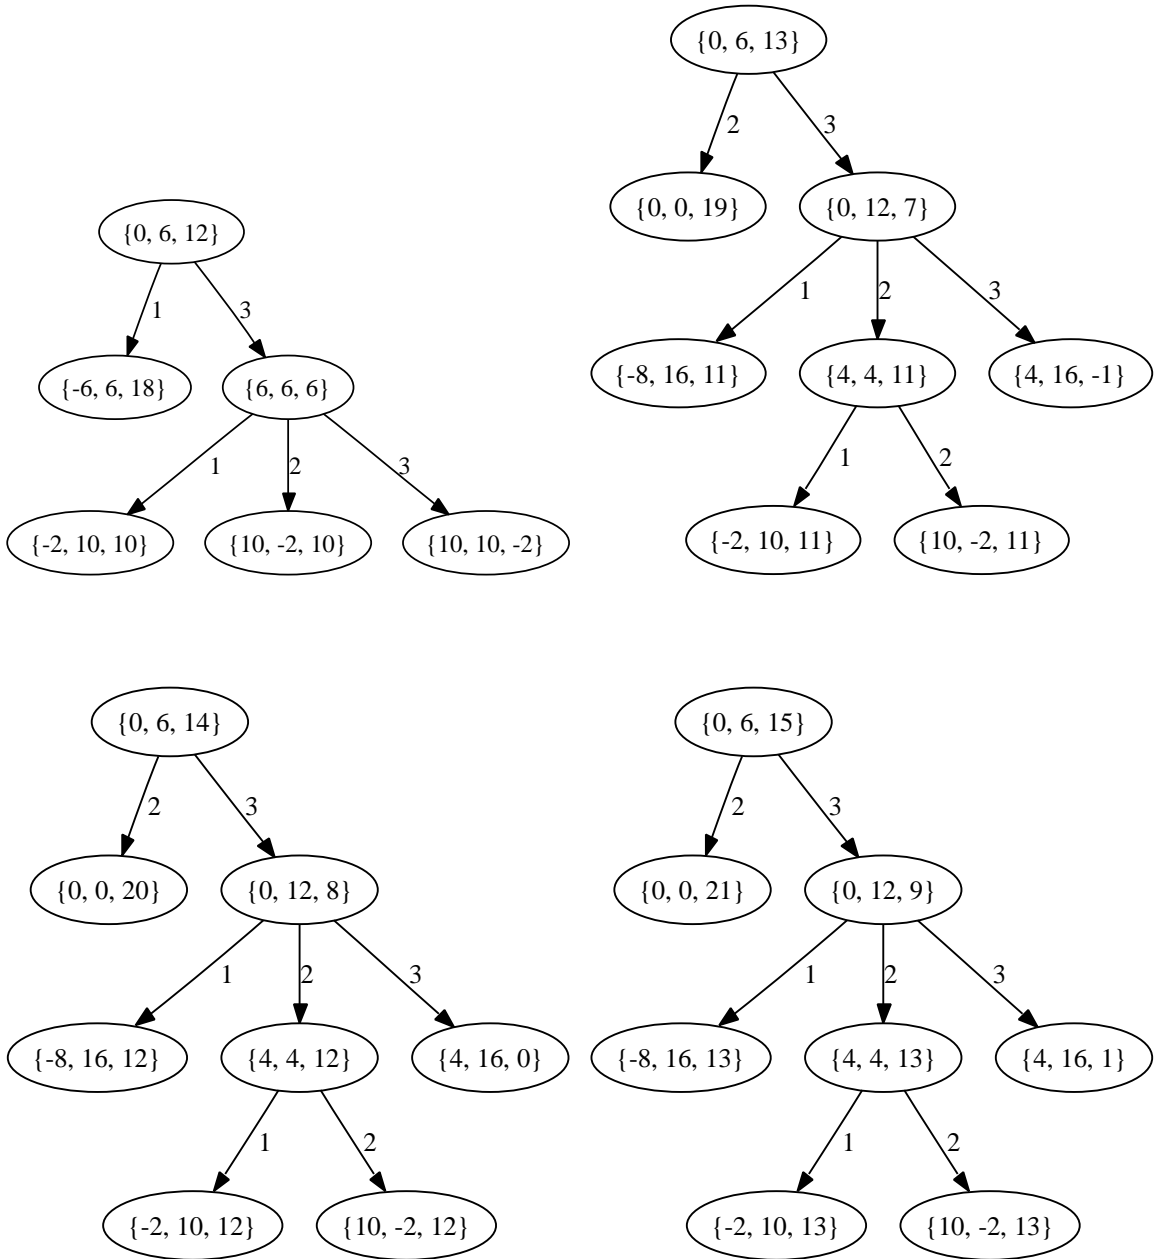 {0, 6, 12}
1
3
{-6, 6, 18}
{6, 6, 6}
1
2
3
{-2, 10, 10}
{10, -2, 10}
{10, 10, -2}
{0, 6, 13}
2
3
{0, 0, 19}
{0, 12, 7}
1
2
3
{-8, 16, 11}
{4, 4, 11}
{4, 16, -1}
1
2
{-2, 10, 11}
{10, -2, 11}
{0, 6, 14}
2
3
{0, 0, 20}
{0, 12, 8}
1
2
3
{-8, 16, 12}
{4, 4, 12}
{4, 16, 0}
1
2
{-2, 10, 12}
{10, -2, 12}
{0, 6, 15}
2
3
{0, 0, 21}
{0, 12, 9}
1
2
3
{-8, 16, 13}
{4, 4, 13}
{4, 16, 1}
1
2
{-2, 10, 13}
{10, -2, 13}